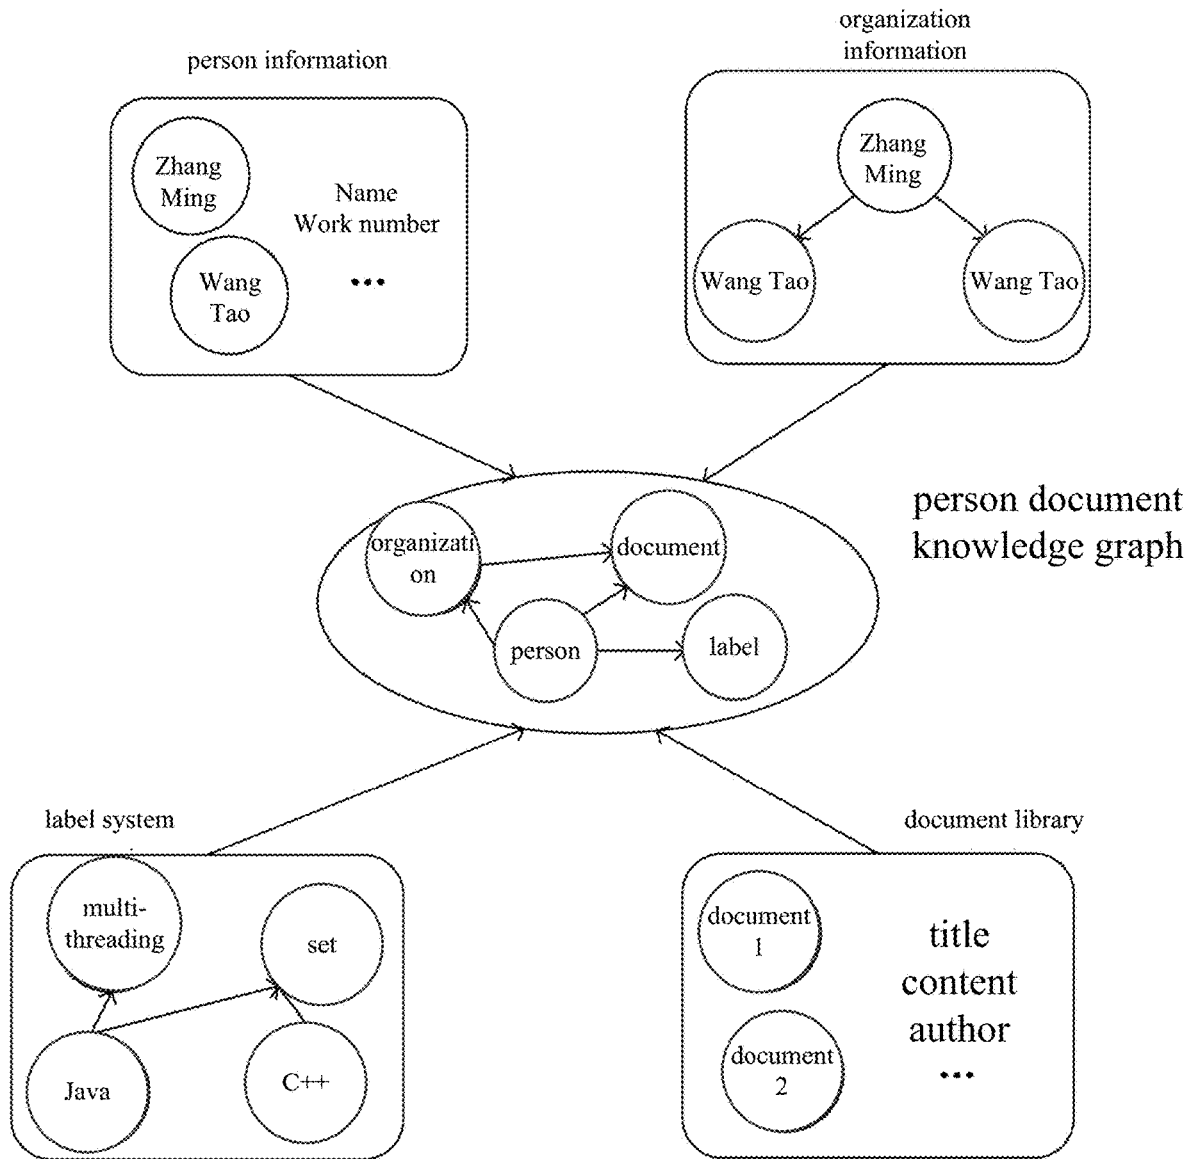 person information
organization
information
Zhang
Ming
Name
Work number
...
Wang
Tao
Zhang
Ming
Wang Tao
Wang Tao
person document
knowledge graph
organizati
on
document
person
label
label system
multi-
threading
set
Java
C++
document library
document
1
title
content
author
...
document
2